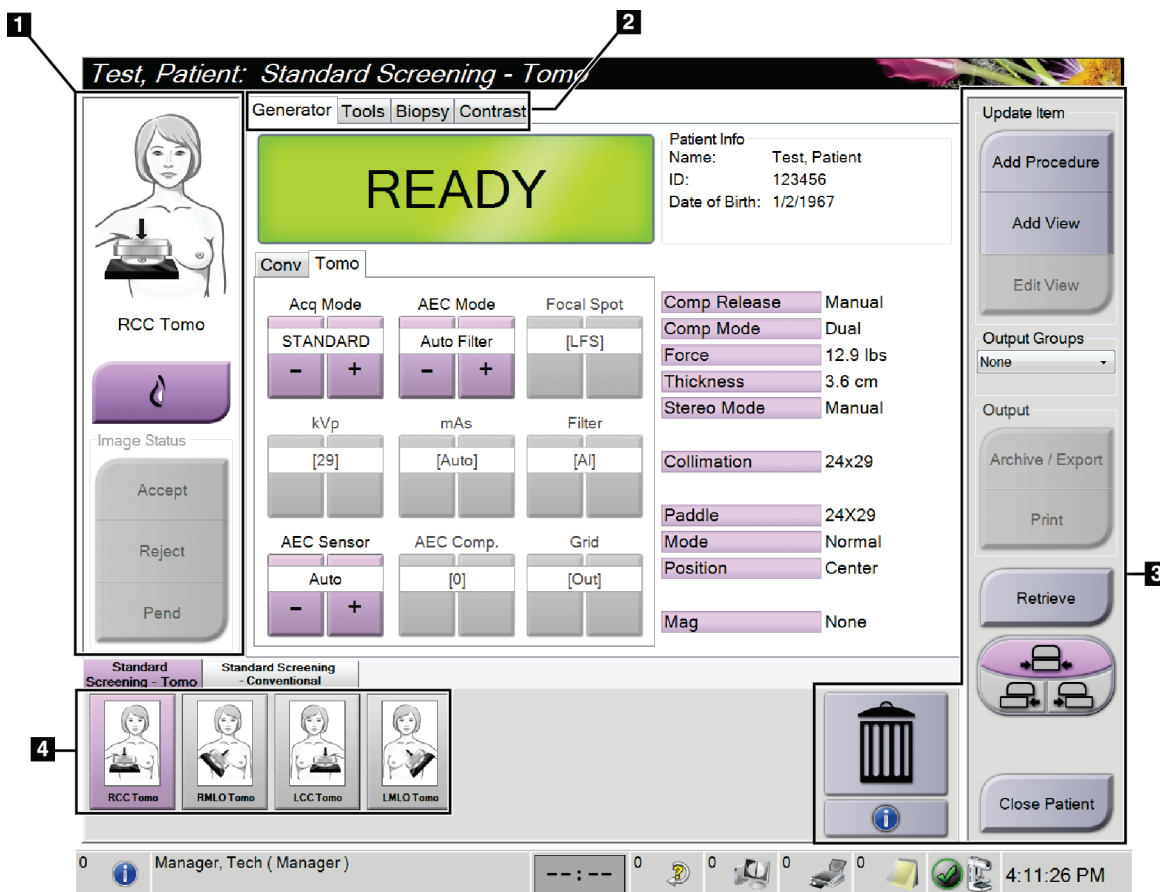 1
2
Test, Patient: Standard Screening - Tomo
Generator Tools Biopsy Contrast
READY
Patient Info
Name: Test, Patient
ID: 123456
Date of Birth: 1/2/1967
RCC Tomo
Image Status
Accept
Reject
Pend
Conv Tomo
Acq Mode AEC Mode Focal Spot
STANDARD Auto Filter [LFS]
- + - +
kVp mAs Filter
[29] [Auto] [Al]
AEC Sensor AEC Comp. Grid
Auto [0] [Out]
- +
Comp Release Manual
Comp Mode Dual
Force 12.9 lbs
Thickness 3.6 cm
Stereo Mode Manual
Collimation 24x29
Paddle 24X29
Mode Normal
Position Center
Mag None
Update Item
Add Procedure
Add View
Edit View
Output Groups
None
Output
Archive / Export
Print
Retrieve
3
Close Patient
Standard
Screening - Tomo
Standard Screening
- Conventional
4
RCC Tomo RMLO Tomo LCC Tomo LMLO Tomo
0 Manager, Tech ( Manager ) --:-- 0 0 0 0 4:11:26 PM